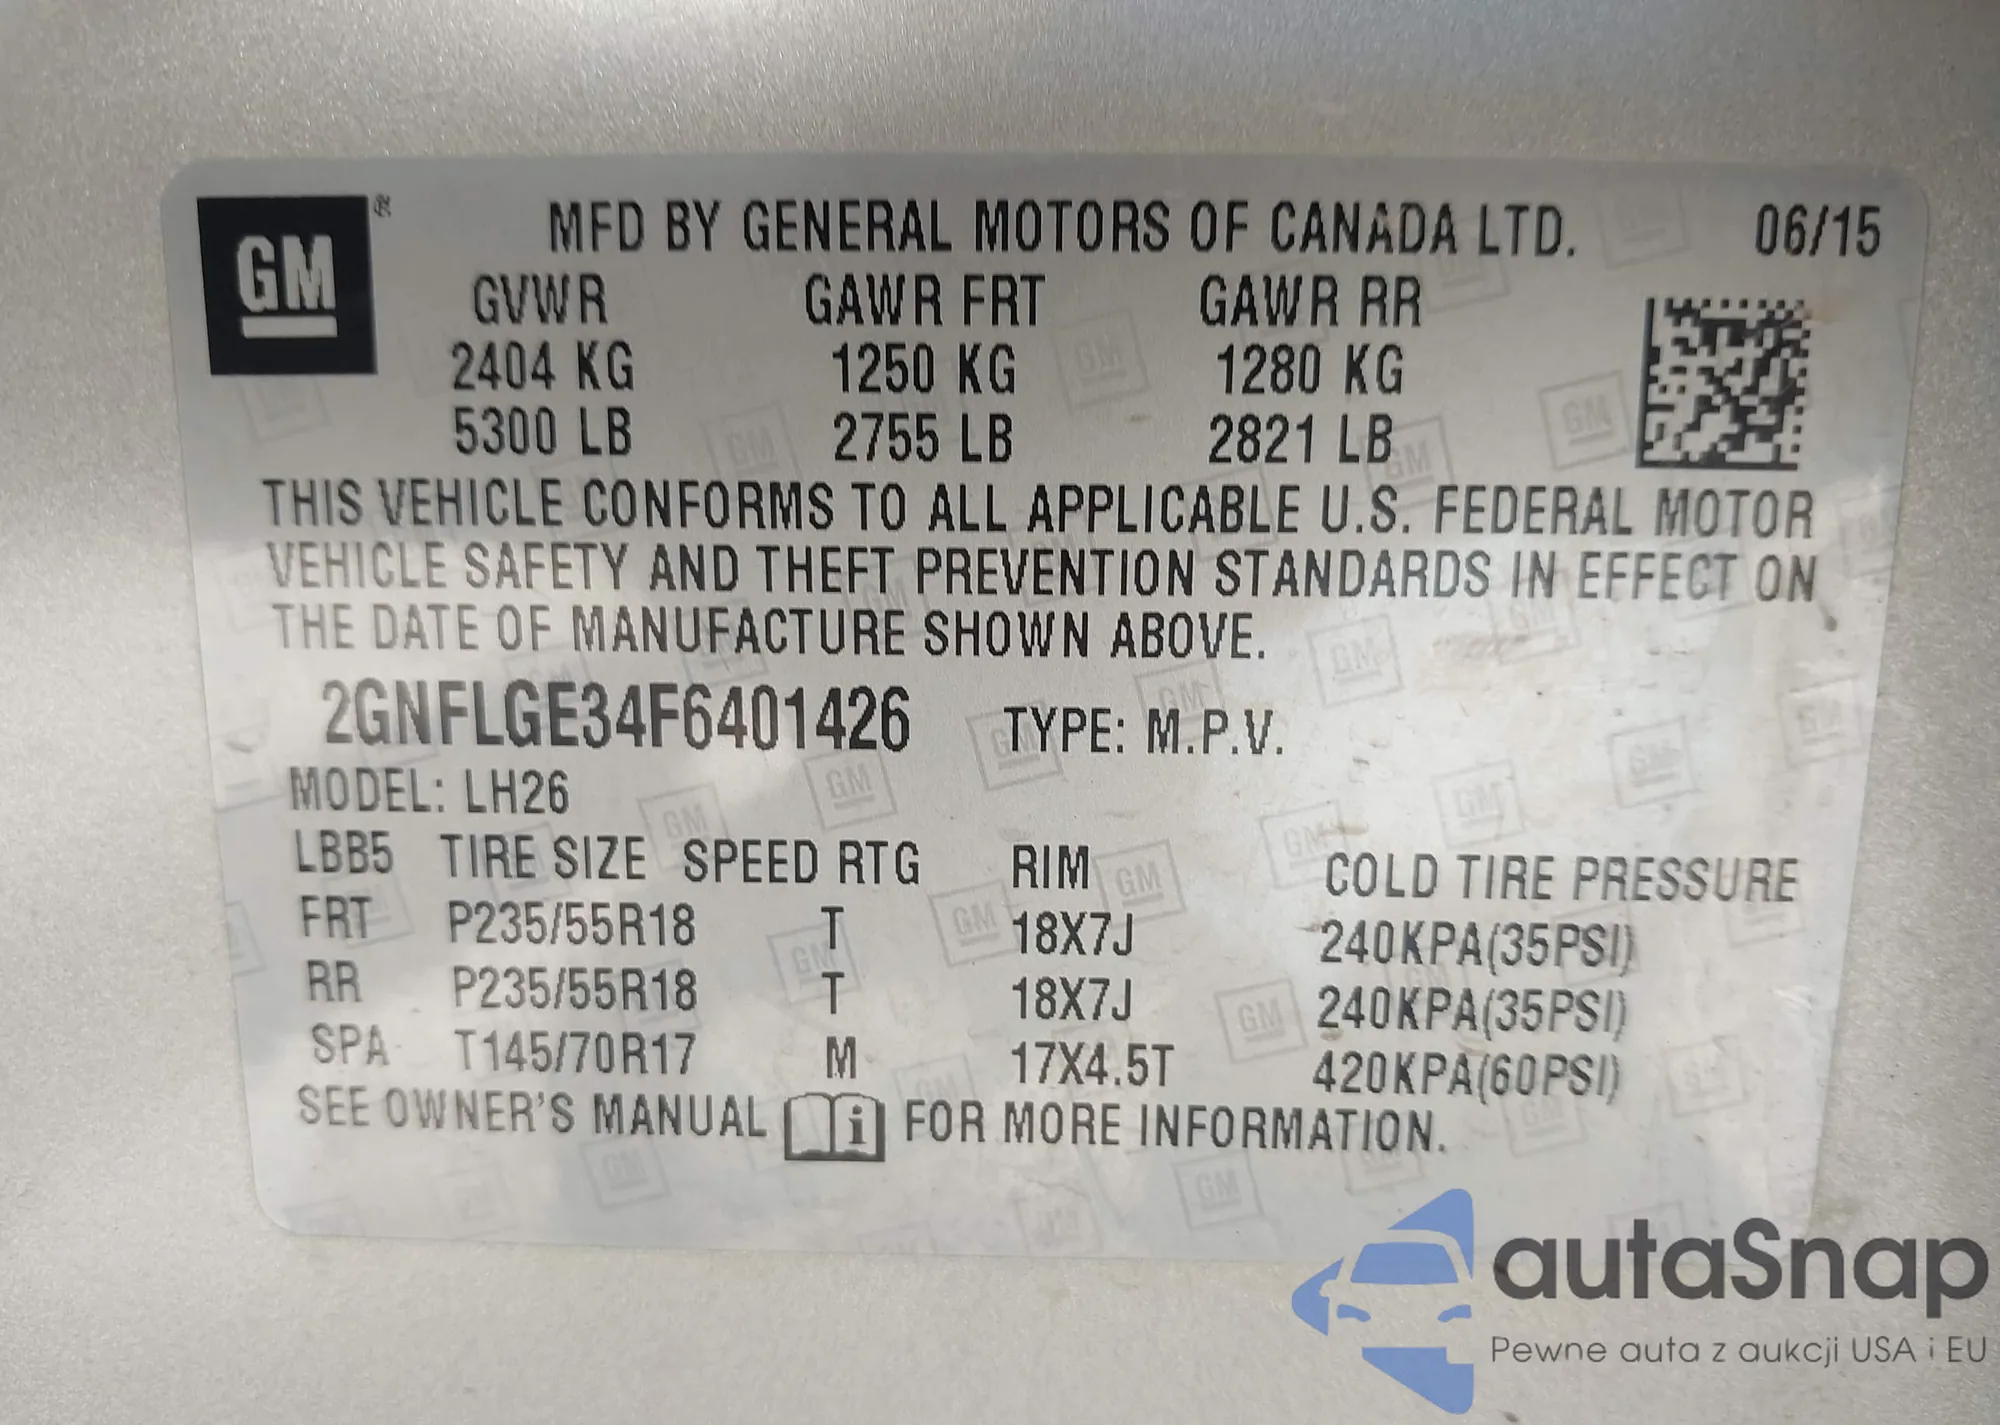 GM ®
MFD BY GENERAL MOTORS OF CANADA LTD. 06/15
GVWR GAWR FRT GAWR RR
2404 KG 1250 KG 1280 KG
5300 LB 2755 LB 2821 LB
THIS VEHICLE CONFORMS TO ALL APPLICABLE U.S. FEDERAL MOTOR
VEHICLE SAFETY AND THEFT PREVENTION STANDARDS IN EFFECT ON
THE DATE OF MANUFACTURE SHOWN ABOVE.
2GNFLGE34F6401426 TYPE: M.P.V.
MODEL: LH26
LBB5 TIRE SIZE SPEED RTG RIM COLD TIRE PRESSURE
FRT P235/55R18 T 18X7J 240KPA(35PSI)
RR P235/55R18 T 18X7J 240KPA(35PSI)
SPA T145/70R17 M 17X4.5T 420KPA(60PSI)
SEE OWNER'S MANUAL i FOR MORE INFORMATION.
autaSnap
Pewne auta z aukcji USA i EU